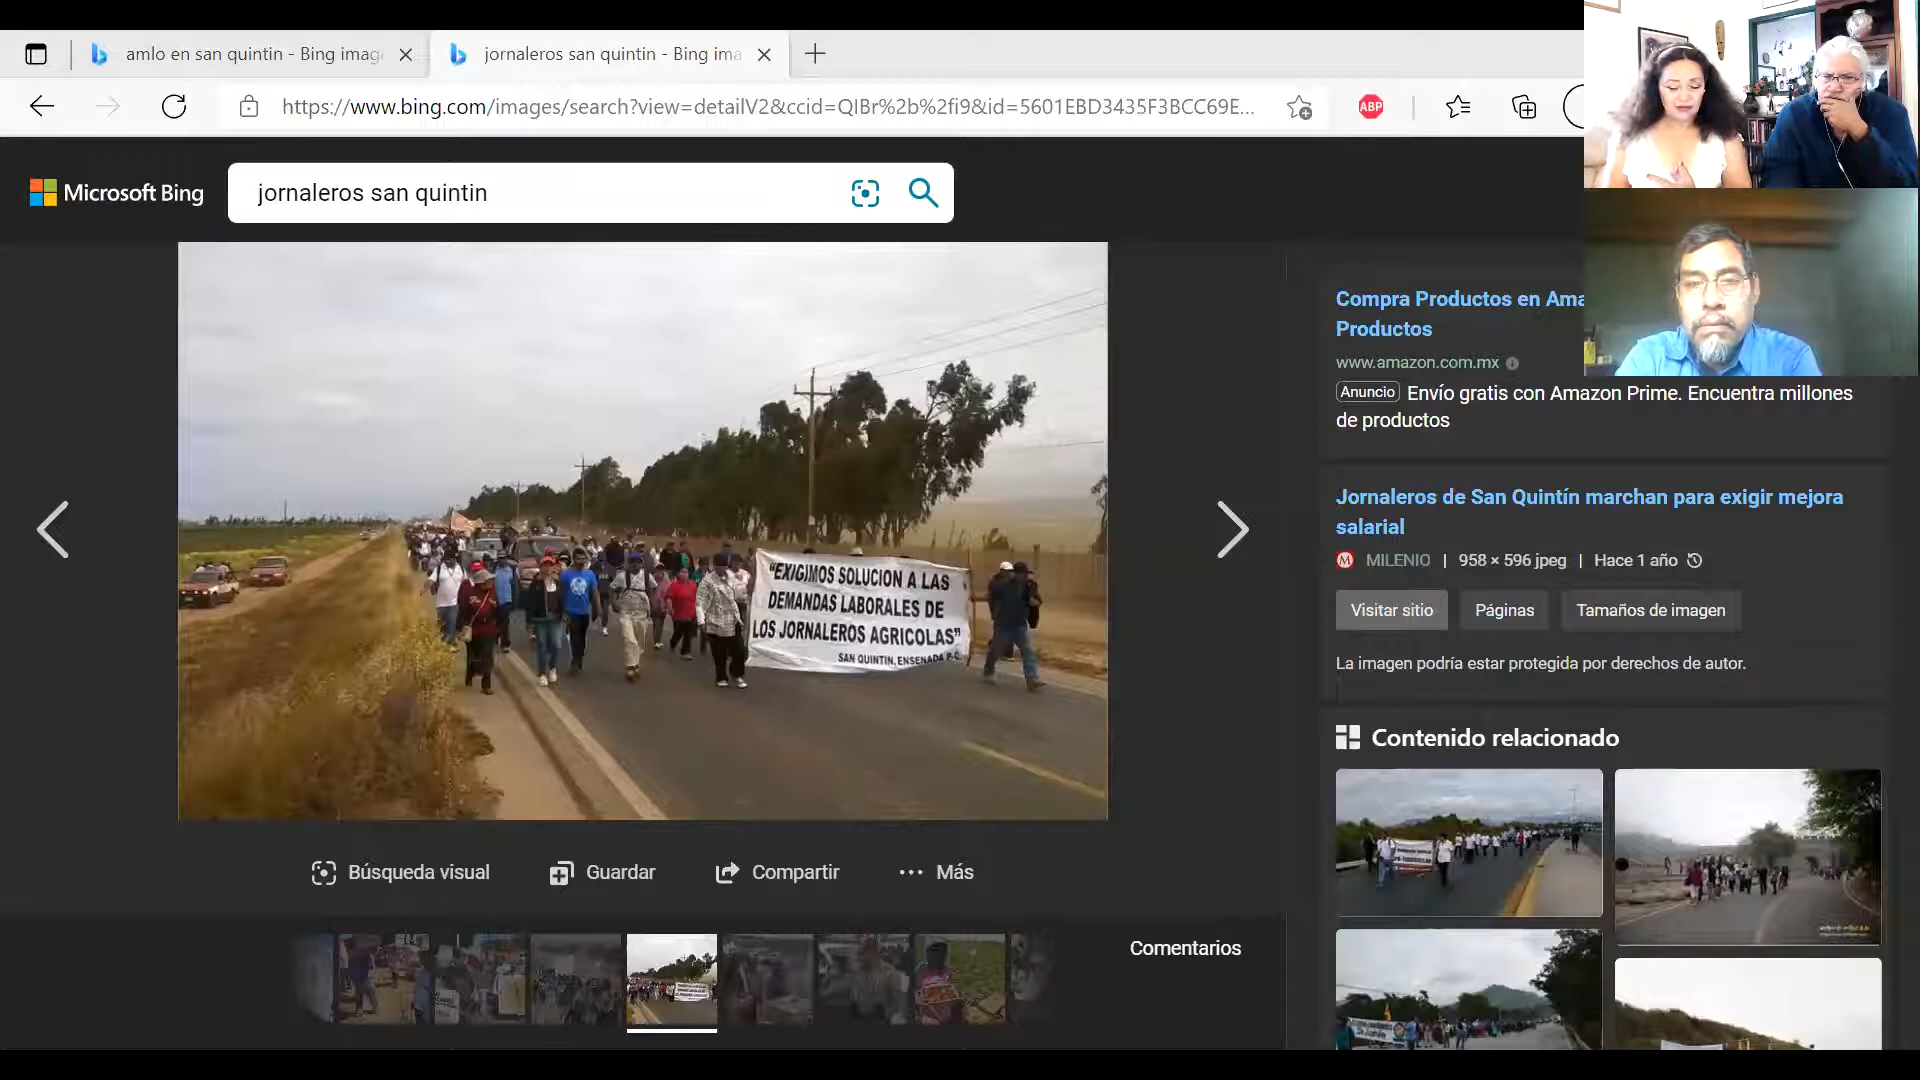 amlo en san quintin - Bing imag
jornaleros san quintin - Bing ima
https://www.bing.com/images/search?view=detailV2&ccid=QIBr%2b%2fi9&id=5601EBD3435F3BCC69E...
ABP
Microsoft Bing
jornaleros san quintin
"EXIGIMOS SOLUCION A LAS
DEMANDAS LABORALES DE
LOS JORNALEROS AGRICOLAS"
SAN QUINTIN, ENSENADA
Compra Productos en Ama
Productos
www.amazon.com.mx
Anuncio Envío gratis con Amazon Prime. Encuentra millones
de productos
Jornaleros de San Quintín marchan para exigir mejora
salarial
MILENIO | 958 × 596 jpeg | Hace 1 año
Visitar sitio Páginas Tamaños de imagen
La imagen podría estar protegida por derechos de autor.
Contenido relacionado
Búsqueda visual Guardar Compartir Más
Comentarios